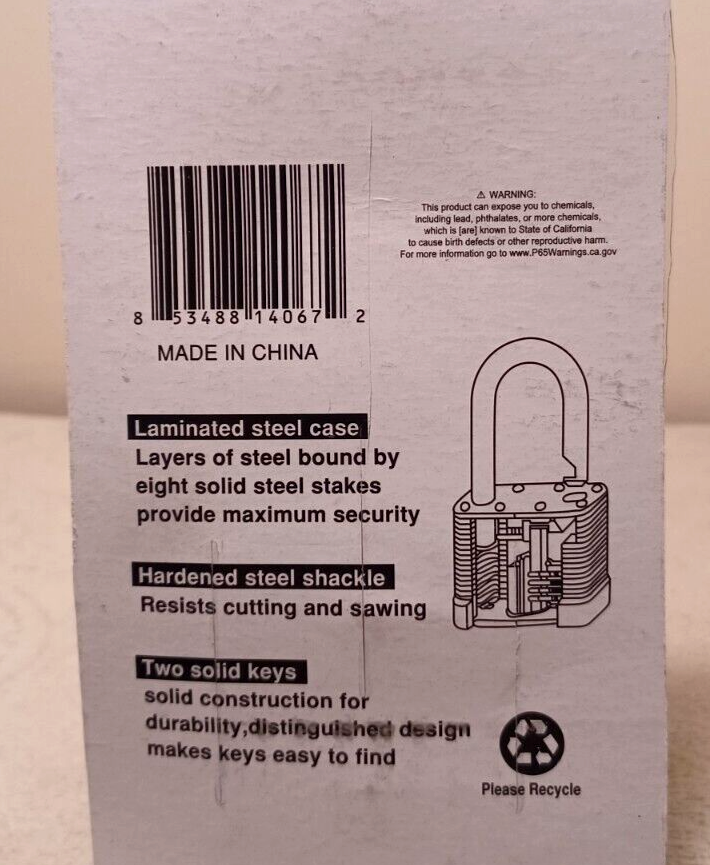 8 53488 14067 2
MADE IN CHINA
⚠ WARNING:
This product can expose you to chemicals,
including lead, phthalates, or more chemicals,
which is [are] known to State of California
to cause birth defects or other reproductive harm.
For more information go to www.P65Warnings.ca.gov
Laminated steel case
Layers of steel bound by
eight solid steel stakes
provide maximum security
Hardened steel shackle
Resists cutting and sawing
Two solid keys
solid construction for
durability,distinguished design
makes keys easy to find
Please Recycle